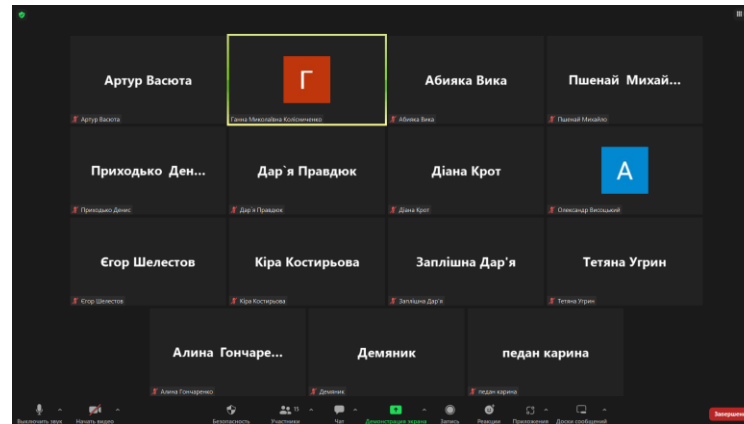 Артур Васюта
Г
Абияка Вика
Пшенай Михай...
Артур Васюта
Ганна Миколаївна Коломиченко
Абияка Вика
Пшенай Михайло
Приходько Ден...
Дар`я Правдюк
Діана Крот
А
Приходько Денис
Дар`я Правдюк
Діана Крот
Олександр Висоцький
Єгор Шелестов
Кіра Костирьова
Заплішна Дар'я
Тетяна Угрин
Єгор Шелестов
Кіра Костирьова
Заплішна Дар'я
Тетяна Угрин
Алина Гончаре...
Демяник
педан карина
Алина Гончаренко
Демяник
педан карина
15
Выключить звук
Начать видео
Безопасность
Участники
Чат
Демонстрация экрана
Запись
Реакции
Приложения
Доски сообщений